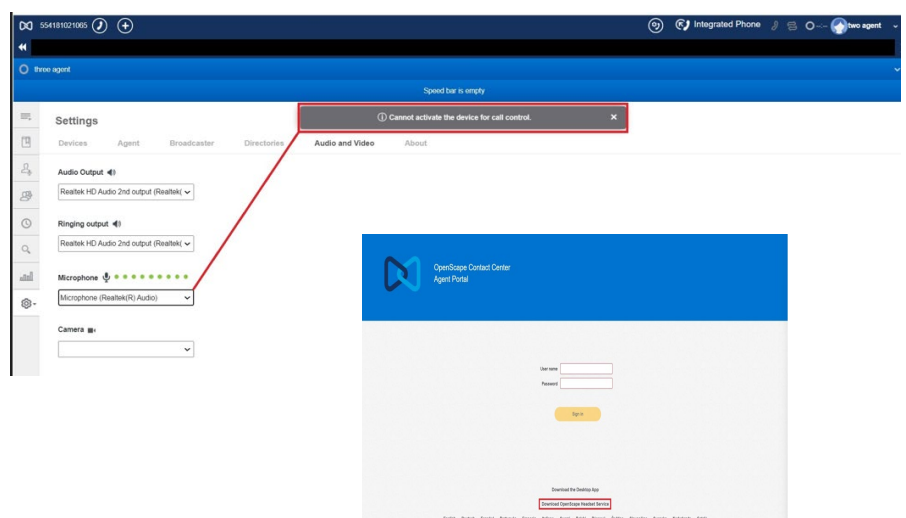 554181021065
Integrated Phone
two agent
three agent
Speed bar is empty
Settings
Cannot activate the device for call control.
Devices Agent Broadcaster Directories Audio and Video About
Audio Output
Realtek HD Audio 2nd output (Realtek(
Ringing output
Realtek HD Audio 2nd output (Realtek(
Microphone
Microphone (Realtek(R) Audio)
Camera
OpenScape Contact Center
Agent Portal
User name
Password
Sign in
Download the Desktop App
Download OpenScape Headset Service